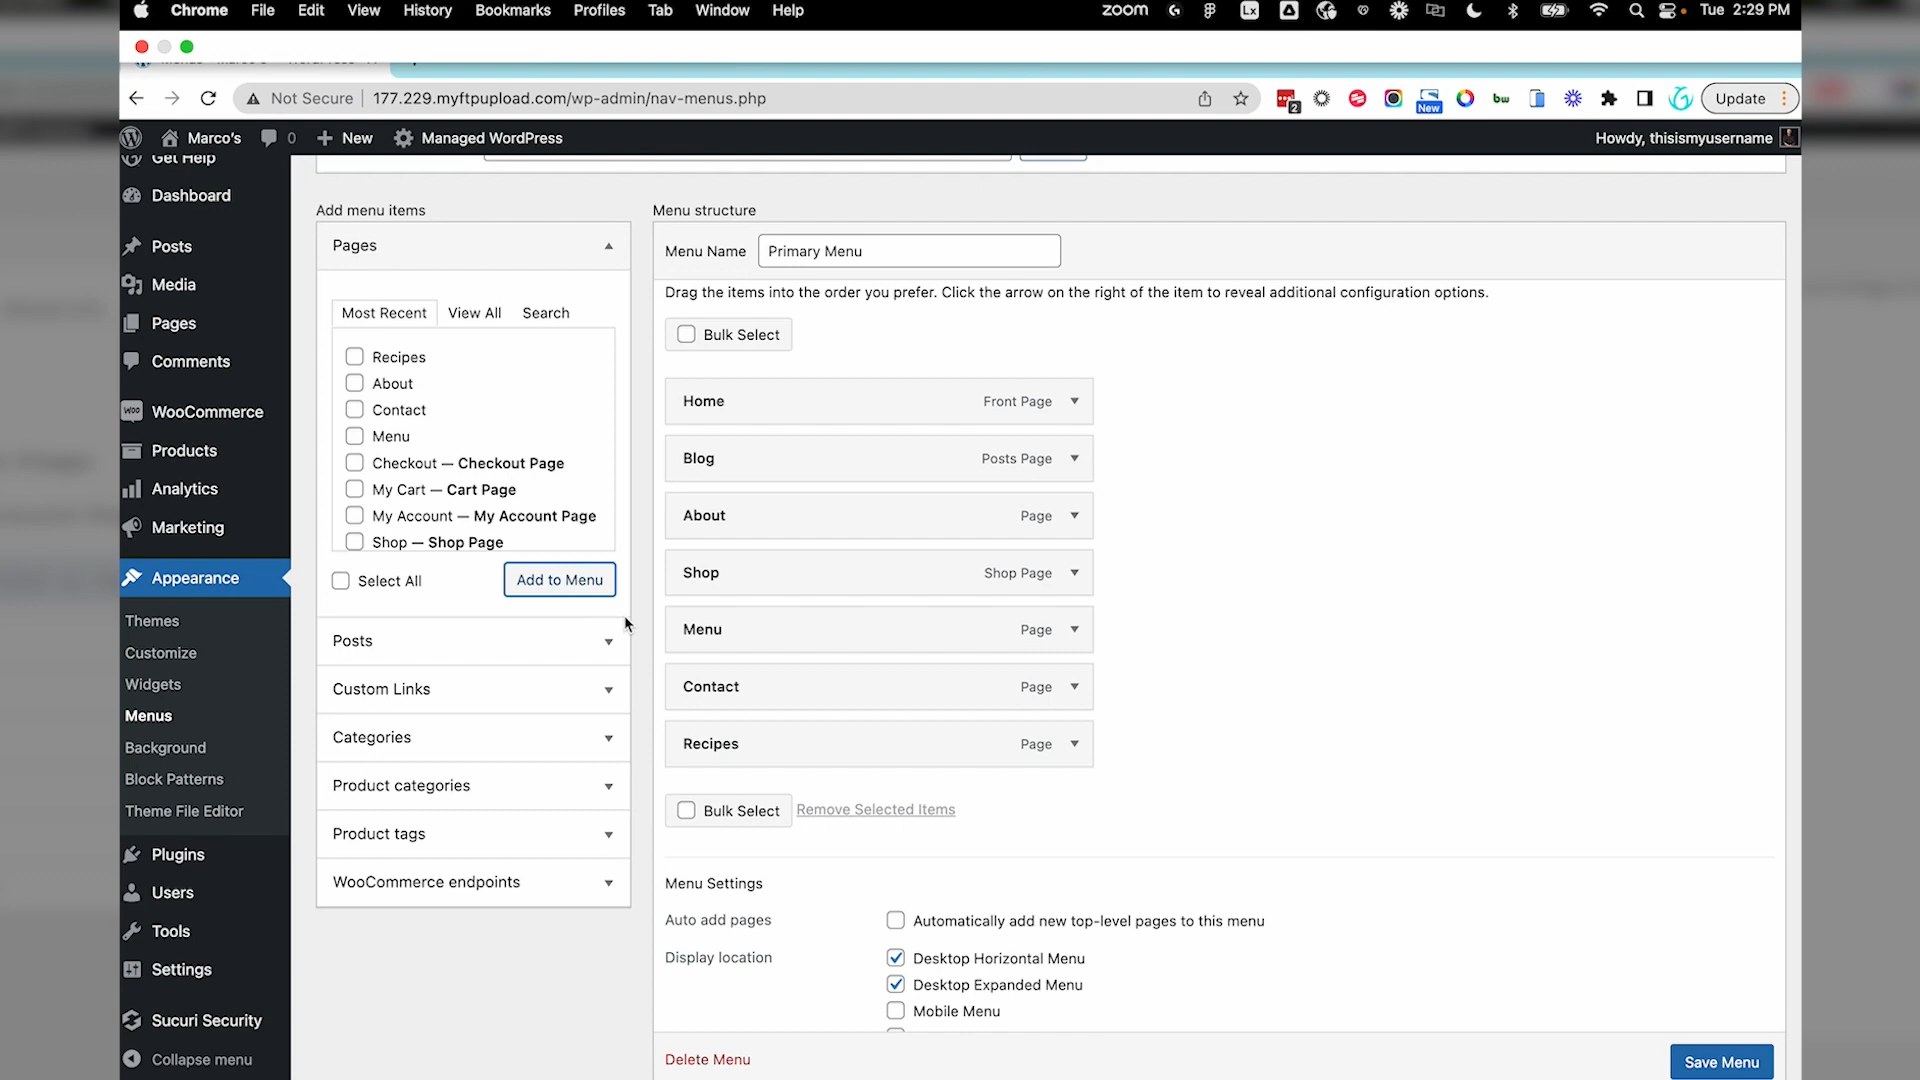 Chrome File Edit View History Bookmarks Profiles Tab Window Help zoom Lx Tue 2:29 PM
Not Secure 177.229.myftpupload.com/wp-admin/nav-menus.php 2 New bw Update
Marco's 0 New Managed WordPress Howdy, thisismyusername
Get Help
Dashboard
Posts
Media
Pages
Comments
WooCommerce
Products
Analytics
Marketing
Appearance
Themes
Customize
Widgets
Menus
Background
Block Patterns
Theme File Editor
Plugins
Users
Tools
Settings
Sucuri Security
Collapse menu
Add menu items
Pages
Most Recent View All Search
Recipes
About
Contact
Menu
Checkout — Checkout Page
My Cart — Cart Page
My Account — My Account Page
Shop — Shop Page
Select All Add to Menu
Posts
Custom Links
Categories
Product categories
Product tags
WooCommerce endpoints
Menu structure
Menu Name Primary Menu
Drag the items into the order you prefer. Click the arrow on the right of the item to reveal additional configuration options.
Bulk Select
Home Front Page
Blog Posts Page
About Page
Shop Shop Page
Menu Page
Contact Page
Recipes Page
Bulk Select Remove Selected Items
Menu Settings
Auto add pages Automatically add new top-level pages to this menu
Display location Desktop Horizontal Menu
Desktop Expanded Menu
Mobile Menu
Delete Menu Save Menu